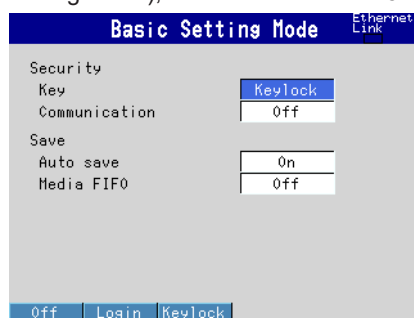 Basic Setting Mode
Ethernet
Link
Security
Key Keylock
Communication Off
Save
Auto save On
Media FIFO Off
Off Login Keylock